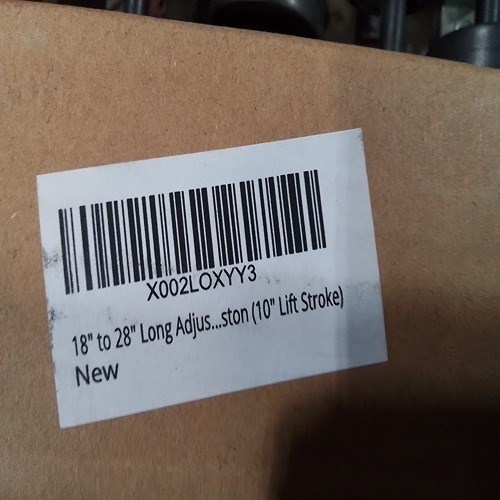 X002LOXYY3
18" to 28" Long Adjus...ston (10" Lift Stroke)
New